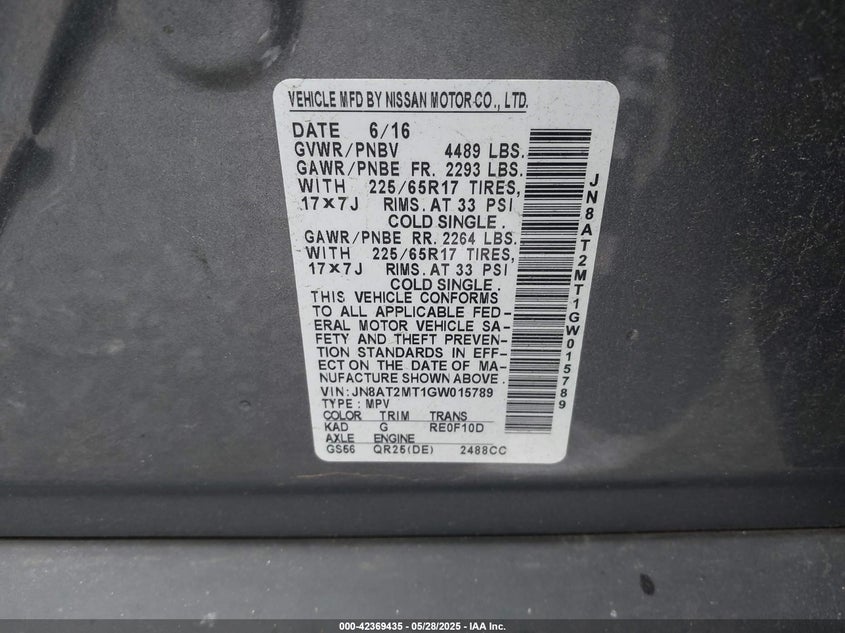 VEHICLE MFD BY NISSAN MOTOR CO., LTD.
DATE 6/16
GVWR/PNBV 4489 LBS.
GAWR/PNBE FR. 2293 LBS.
WITH 225/65R17 TIRES,
17X7J RIMS. AT 33 PSI
COLD SINGLE.
GAWR/PNBE RR. 2264 LBS.
WITH 225/65R17 TIRES,
17X7J RIMS. AT 33 PSI
COLD SINGLE.
THIS VEHICLE CONFORMS
TO ALL APPLICABLE FED-
ERAL MOTOR VEHICLE SA-
FETY AND THEFT PREVEN-
TION STANDARDS IN EFF-
ECT ON THE DATE OF MA-
NUFACTURE SHOWN ABOVE.
VIN: JN8AT2MT1GW015789
TYPE: MPV
COLOR TRIM TRANS
KAD G RE0F10D
AXLE ENGINE
GS56 QR25(DE) 2488CC
JN8AT2MT1GW015789
000-42369435 - 05/28/2025 - IAA Inc.